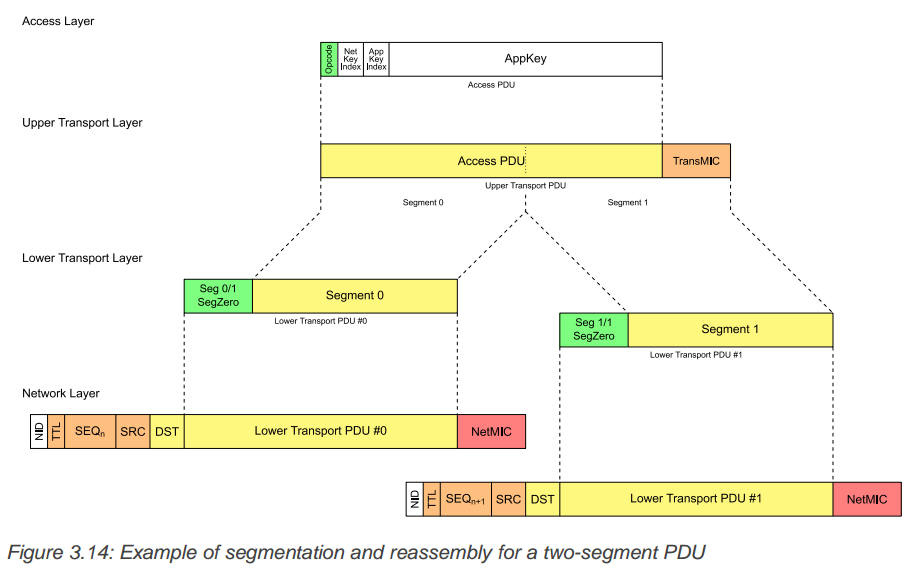 Access Layer
Opcode
Net
Key
Index
App
Key
Index
AppKey
Access PDU
Upper Transport Layer
Access PDU
TransMIC
Upper Transport PDU
Segment 0
Segment 1
Lower Transport Layer
Seg 0/1
SegZero
Segment 0
Lower Transport PDU #0
Seg 1/1
SegZero
Segment 1
Lower Transport PDU #1
Network Layer
NID
TTL
SEQn
SRC
DST
Lower Transport PDU #0
NetMIC
NID
TTL
SEQn+1
SRC
DST
Lower Transport PDU #1
NetMIC
Figure 3.14: Example of segmentation and reassembly for a two-segment PDU